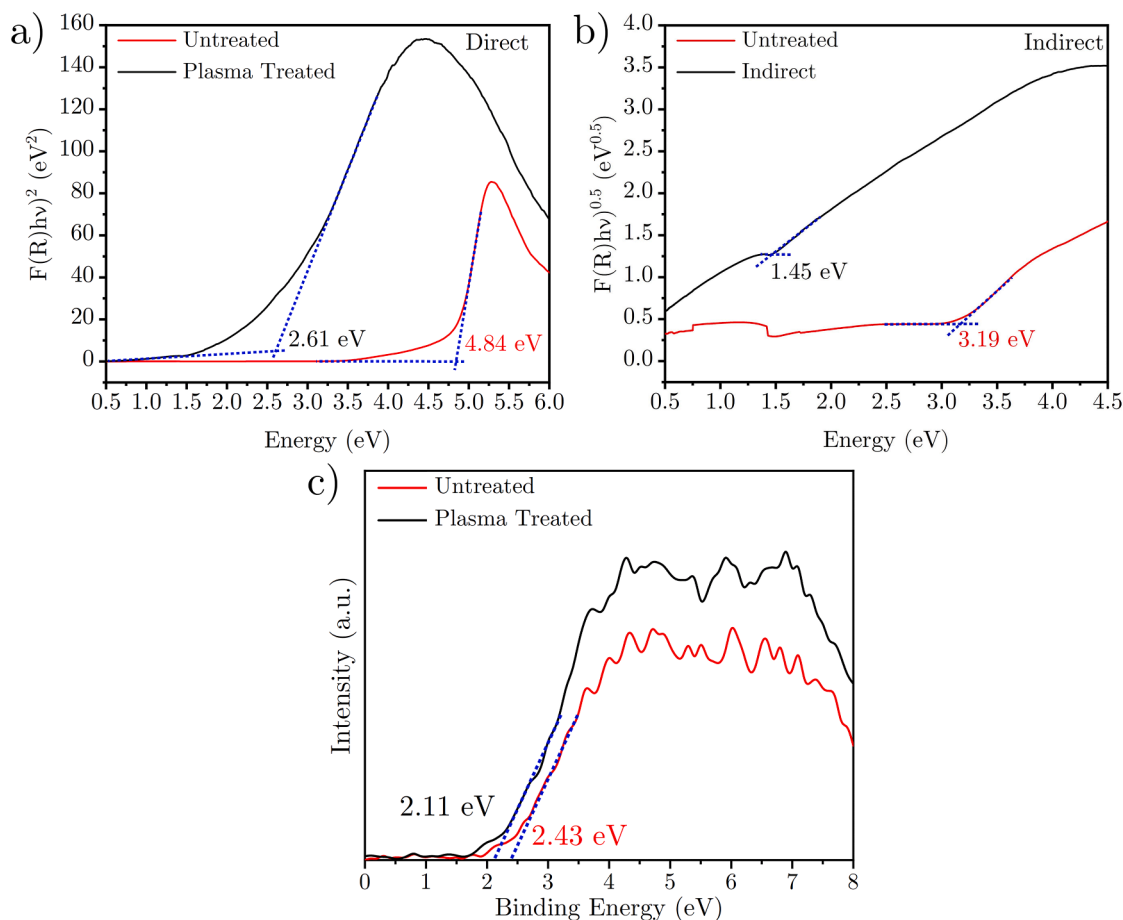 a)
Untreated
Plasma Treated
Direct
F(R)hν)² (eV²)
160
140
120
100
80
60
40
20
0
2.61 eV
4.84 eV
0.5 1.0 1.5 2.0 2.5 3.0 3.5 4.0 4.5 5.0 5.5 6.0
Energy (eV)
b)
Untreated
Indirect
Indirect
F(R)hν)^0.5 (eV^0.5)
4.0
3.5
3.0
2.5
2.0
1.5
1.0
0.5
0.0
1.45 eV
3.19 eV
0.5 1.0 1.5 2.0 2.5 3.0 3.5 4.0 4.5
Energy (eV)
c)
Untreated
Plasma Treated
Intensity (a.u.)
2.11 eV
2.43 eV
0 1 2 3 4 5 6 7 8
Binding Energy (eV)